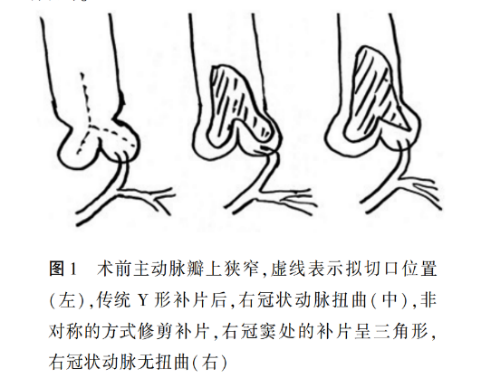 图 1 术前主动脉瓣上狭窄,虚线表示拟切口位置
(左),传统 Y 形补片后,右冠状动脉扭曲(中),非
对称的方式修剪补片,右冠窦处的补片呈三角形,
右冠状动脉无扭曲(右)